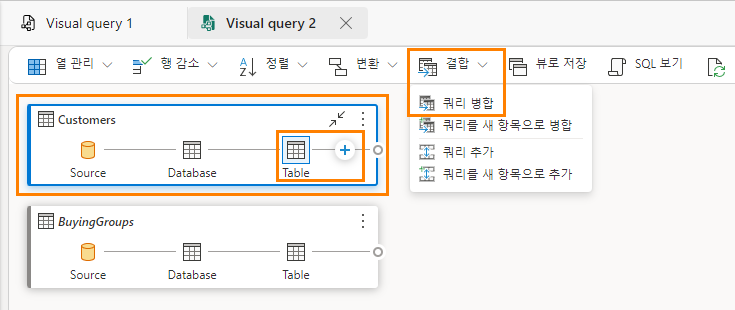 Visual query 1
Visual query 2
열 관리 행 감소 정렬 변환 결합 뷰로 저장 SQL 보기
쿼리 병합
쿼리를 새 항목으로 병합
쿼리 추가
쿼리를 새 항목으로 추가
Customers
Source Database Table
BuyingGroups
Source Database Table